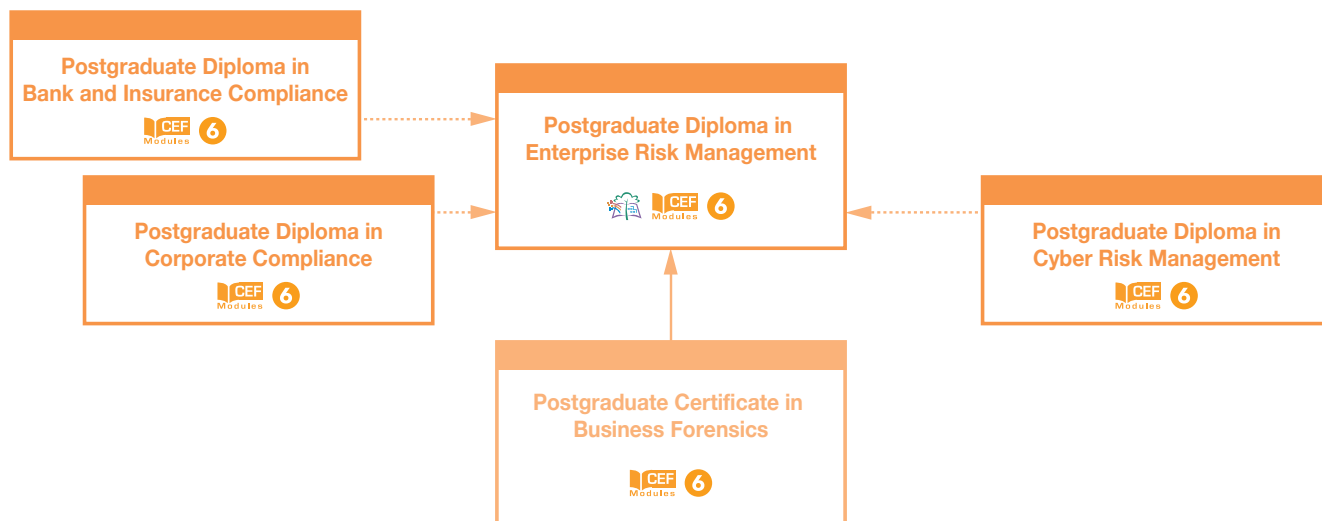 Postgraduate Diploma in
Bank and Insurance Compliance
CEF
Modules
6
Postgraduate Diploma in
Enterprise Risk Management
CEF
Modules
6
Postgraduate Diploma in
Corporate Compliance
CEF
Modules
6
Postgraduate Diploma in
Cyber Risk Management
CEF
Modules
6
Postgraduate Certificate in
Business Forensics
CEF
Modules
6